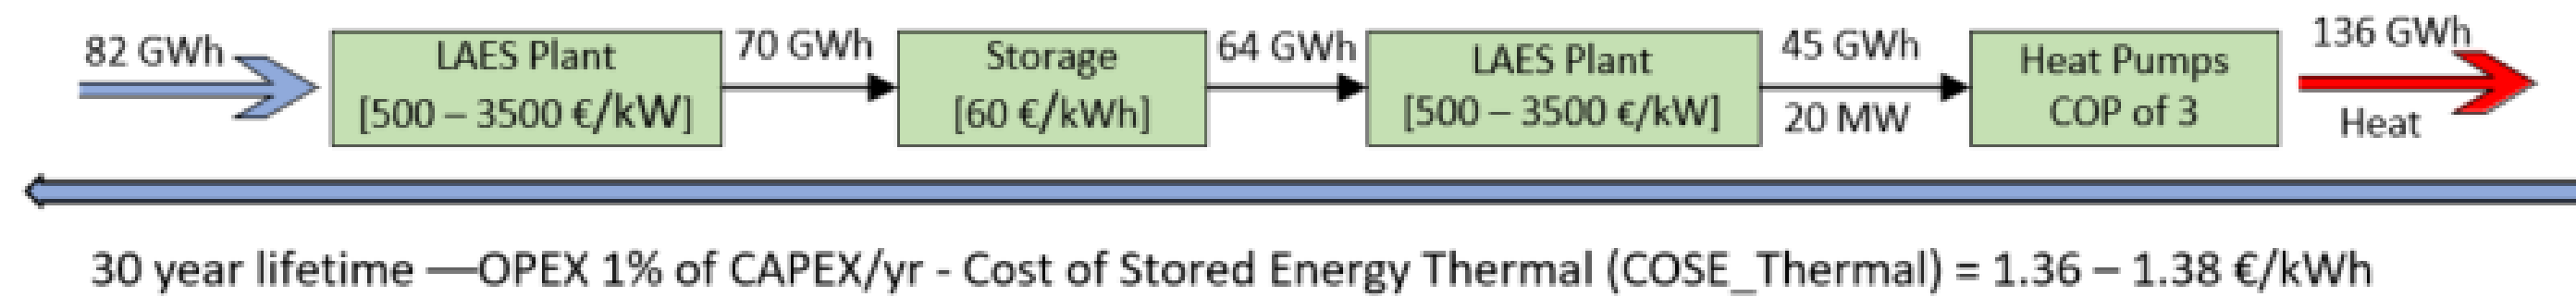 82 GWh
LAES Plant
[500 – 3500 €/kW]
70 GWh
Storage
[60 €/kWh]
64 GWh
LAES Plant
[500 – 3500 €/kW]
45 GWh
20 MW
Heat Pumps
COP of 3
136 GWh
Heat
30 year lifetime —OPEX 1% of CAPEX/yr - Cost of Stored Energy Thermal (COSE_Thermal) = 1.36 – 1.38 €/kWh